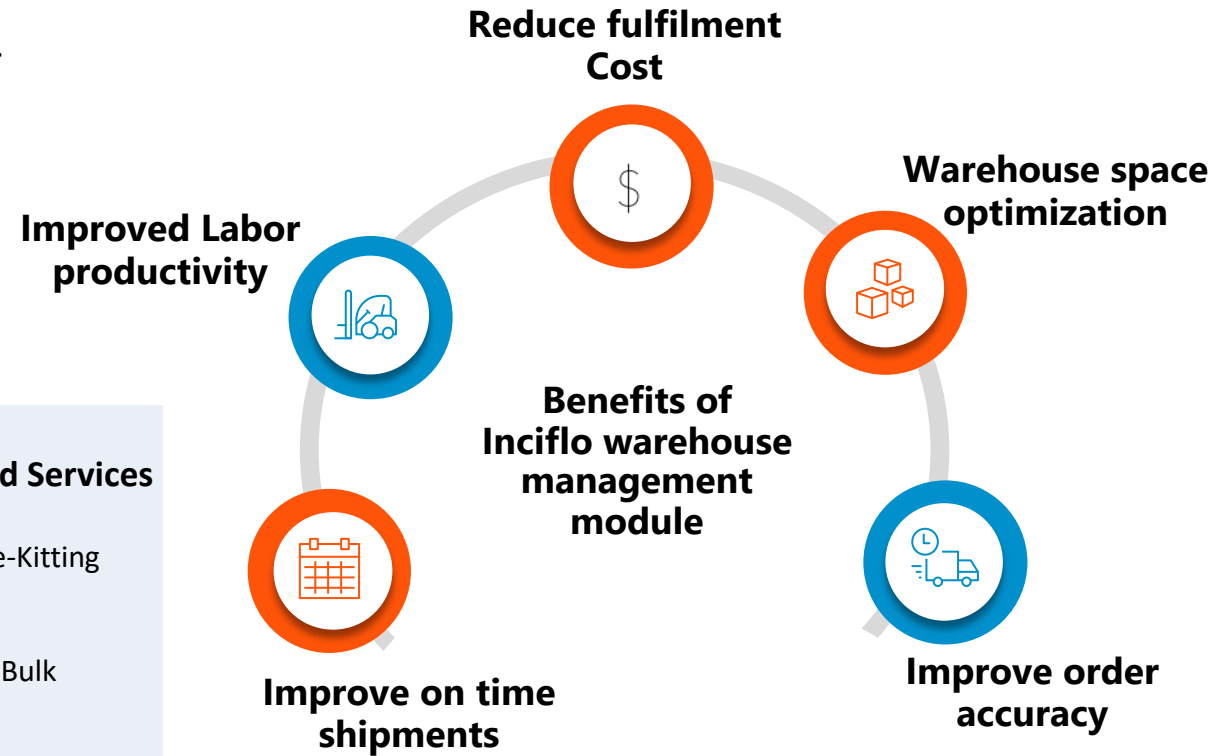 Reduce fulfilment
Cost
$
Warehouse space
optimization
Improved Labor
productivity
Benefits of
Inciflo warehouse
management
module
Improve on time
shipments
Improve order
accuracy
Services
-Kitting
Bulk